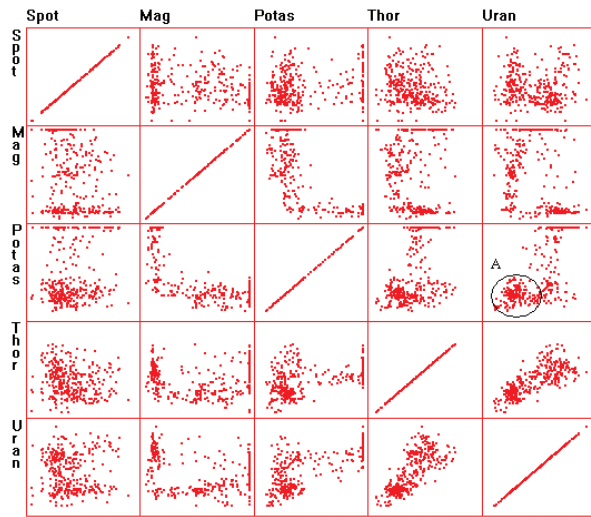 Spot Mag Potas Thor Uran
Spot
Mag
Potas
A
Thor
Uran